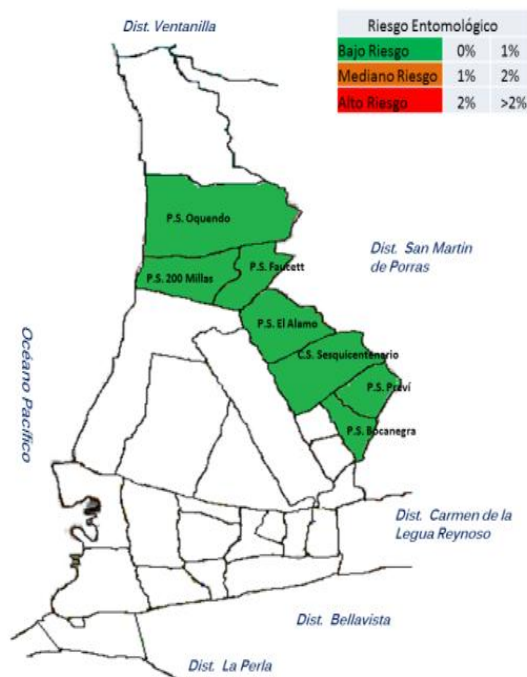 Dist. Ventanilla
Riesgo Entomológico
Bajo Riesgo 0% 1%
Mediano Riesgo 1% 2%
Alto Riesgo 2% >2%
P.S. Oquendo
Dist. San Martin
de Porras
P.S. Faucett
P.S. 200 Millas
P.S. El Alamo
Océano Pacífico
C.S. Sesquicentenario
P.S. Previ
P.S. Bocanegra
Dist. Carmen de la
Legua Reynoso
Dist. Bellavista
Dist. La Perla